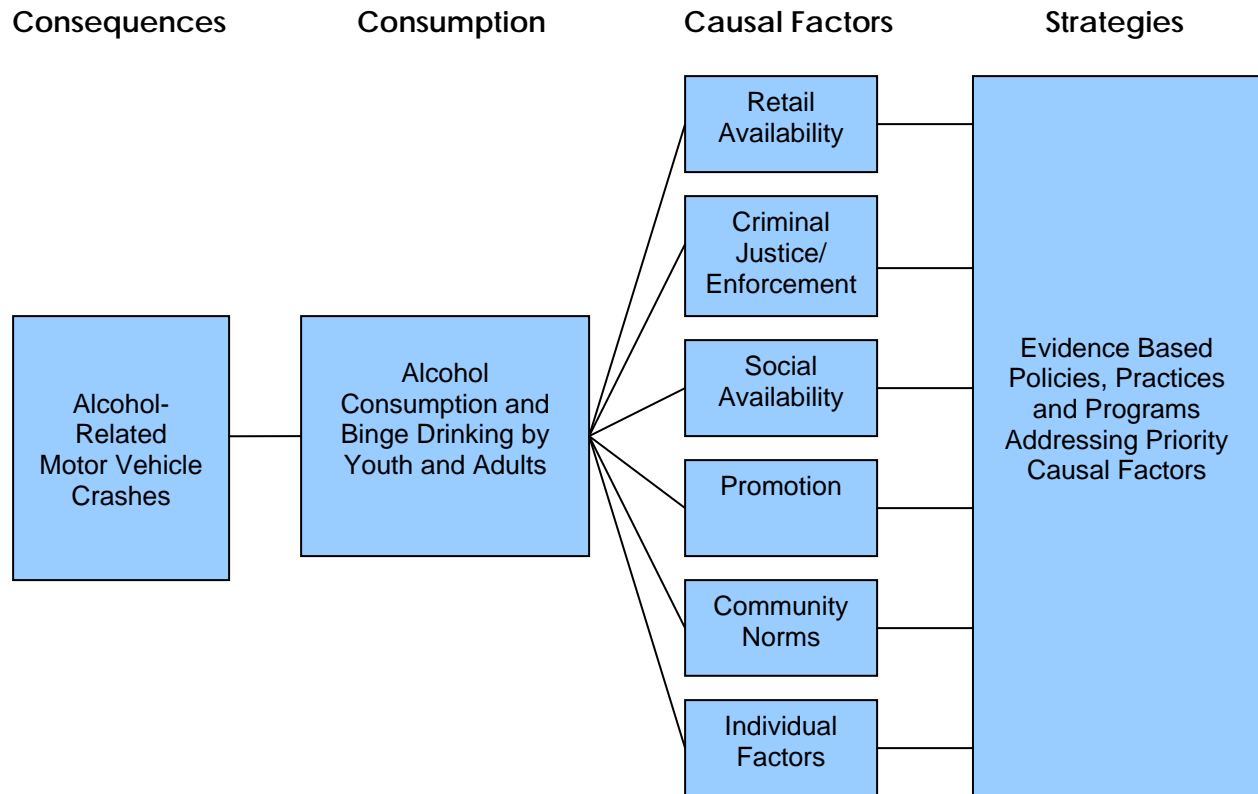 Consequences
Consumption
Causal Factors
Strategies
Alcohol-
Related
Motor Vehicle
Crashes
Alcohol
Consumption and
Binge Drinking by
Youth and Adults
Retail
Availability
Criminal
Justice/
Enforcement
Social
Availability
Promotion
Community
Norms
Individual
Factors
Evidence Based
Policies, Practices
and Programs
Addressing Priority
Causal Factors